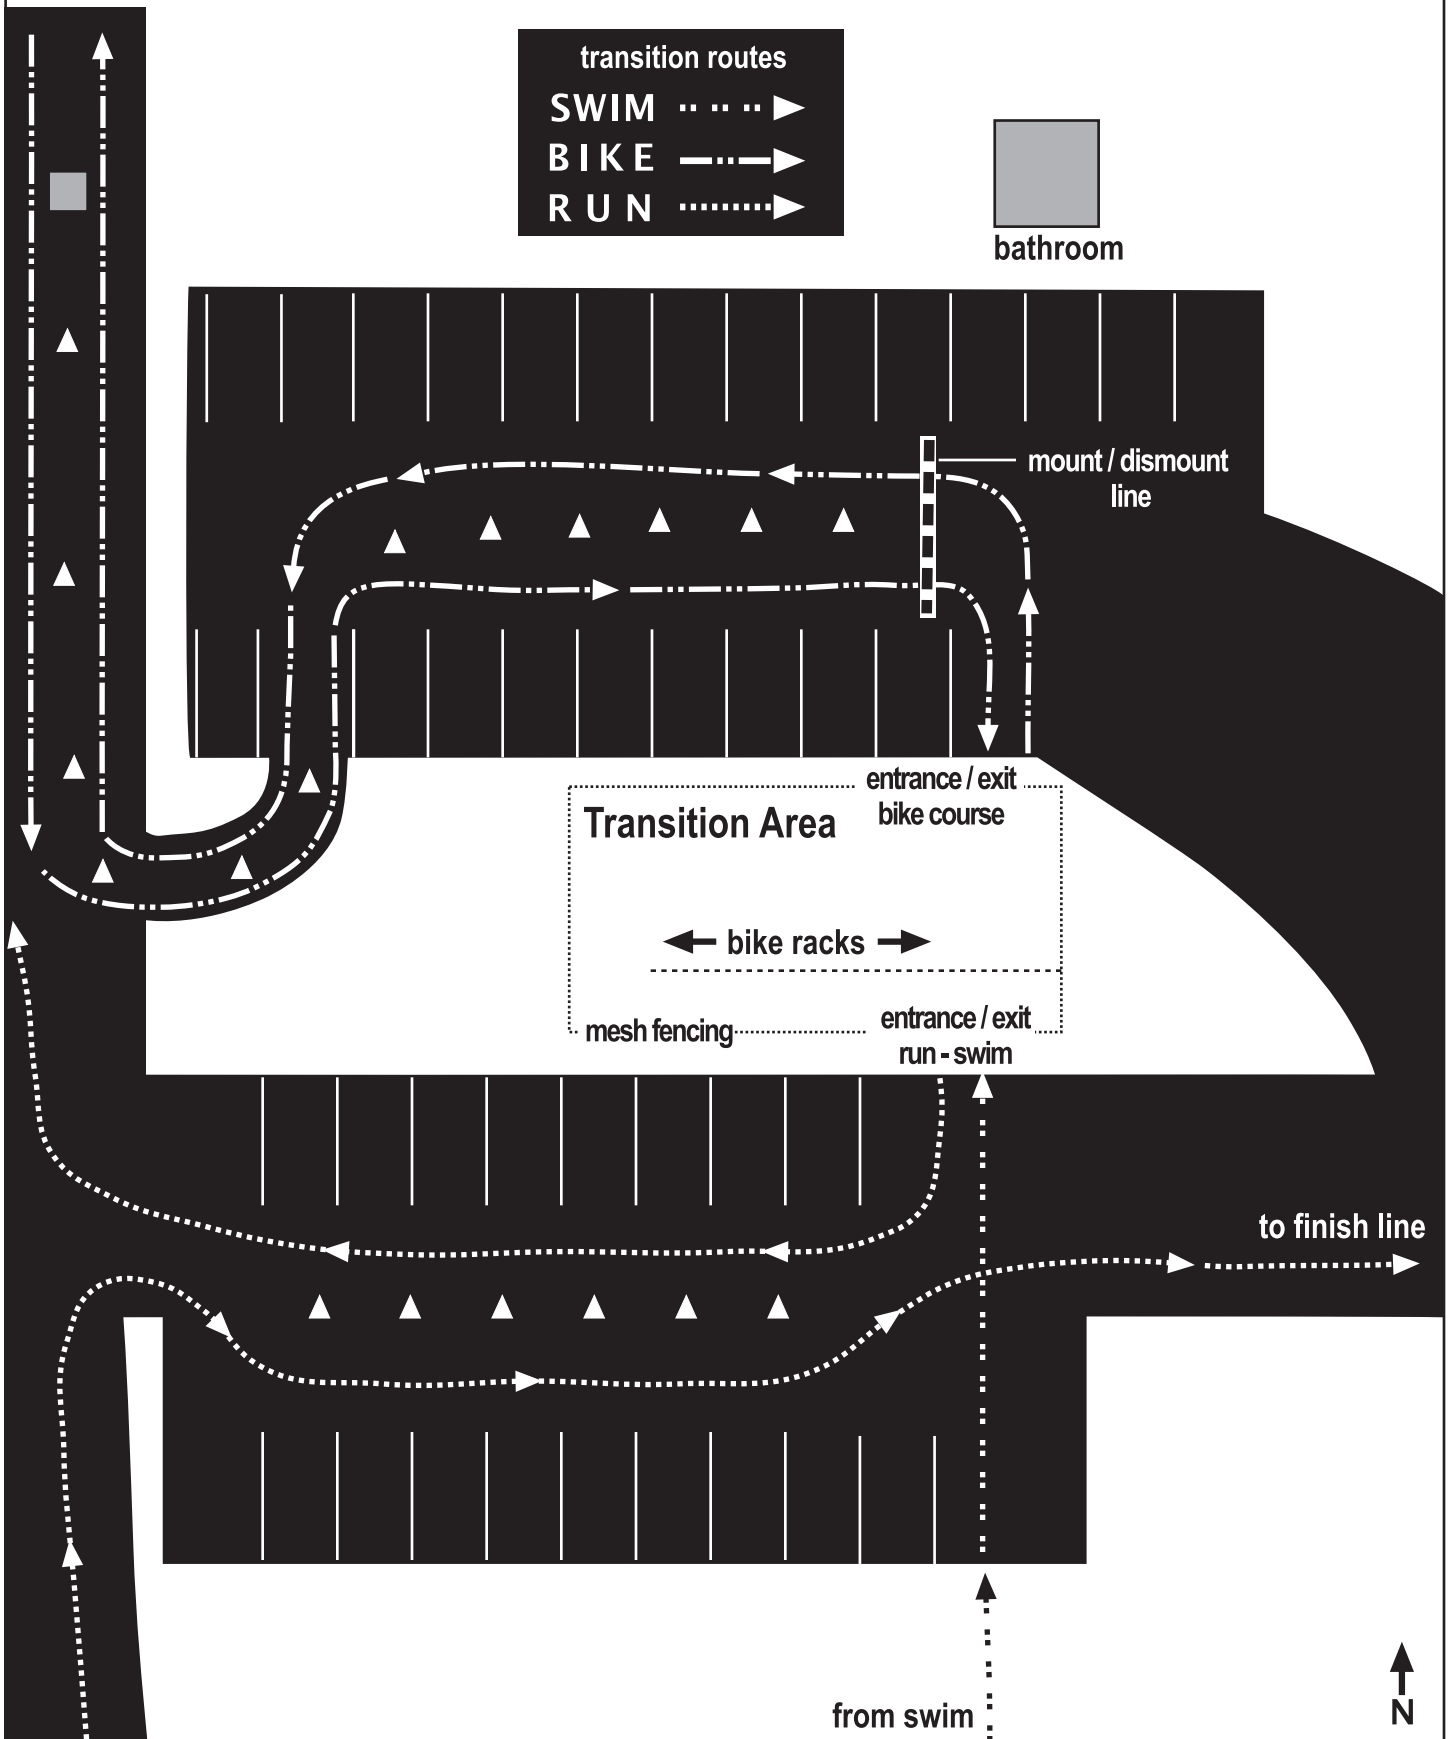 transition routes
SWIM
BIKE
RUN
bathroom
mount / dismount
line
entrance / exit
bike course
Transition Area
bike racks
mesh fencing
entrance / exit
run - swim
to finish line
from swim
N